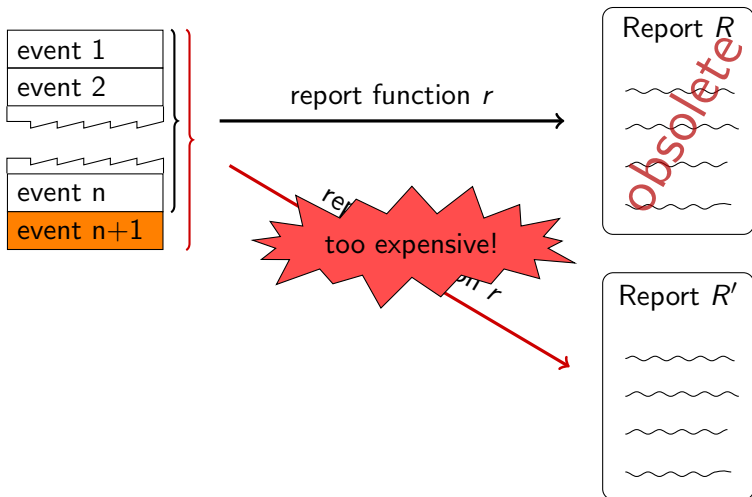 event 1
event 2
event n
event n+1
report function r
too expensive!
r
Report R
obsolete
Report R′